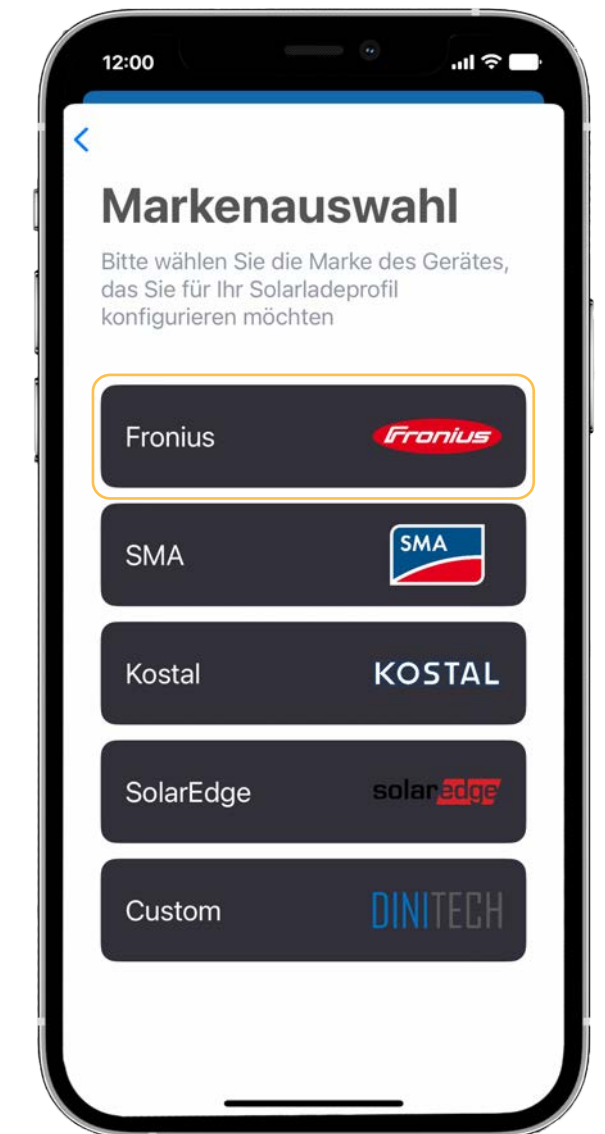 12:00
Markenauswahl
Bitte wählen Sie die Marke des Gerätes,
das Sie für Ihr Solarladeprofil
konfigurieren möchten
Fronius Fronius
SMA SMA
Kostal KOSTAL
SolarEdge solaredge
Custom DINITECH